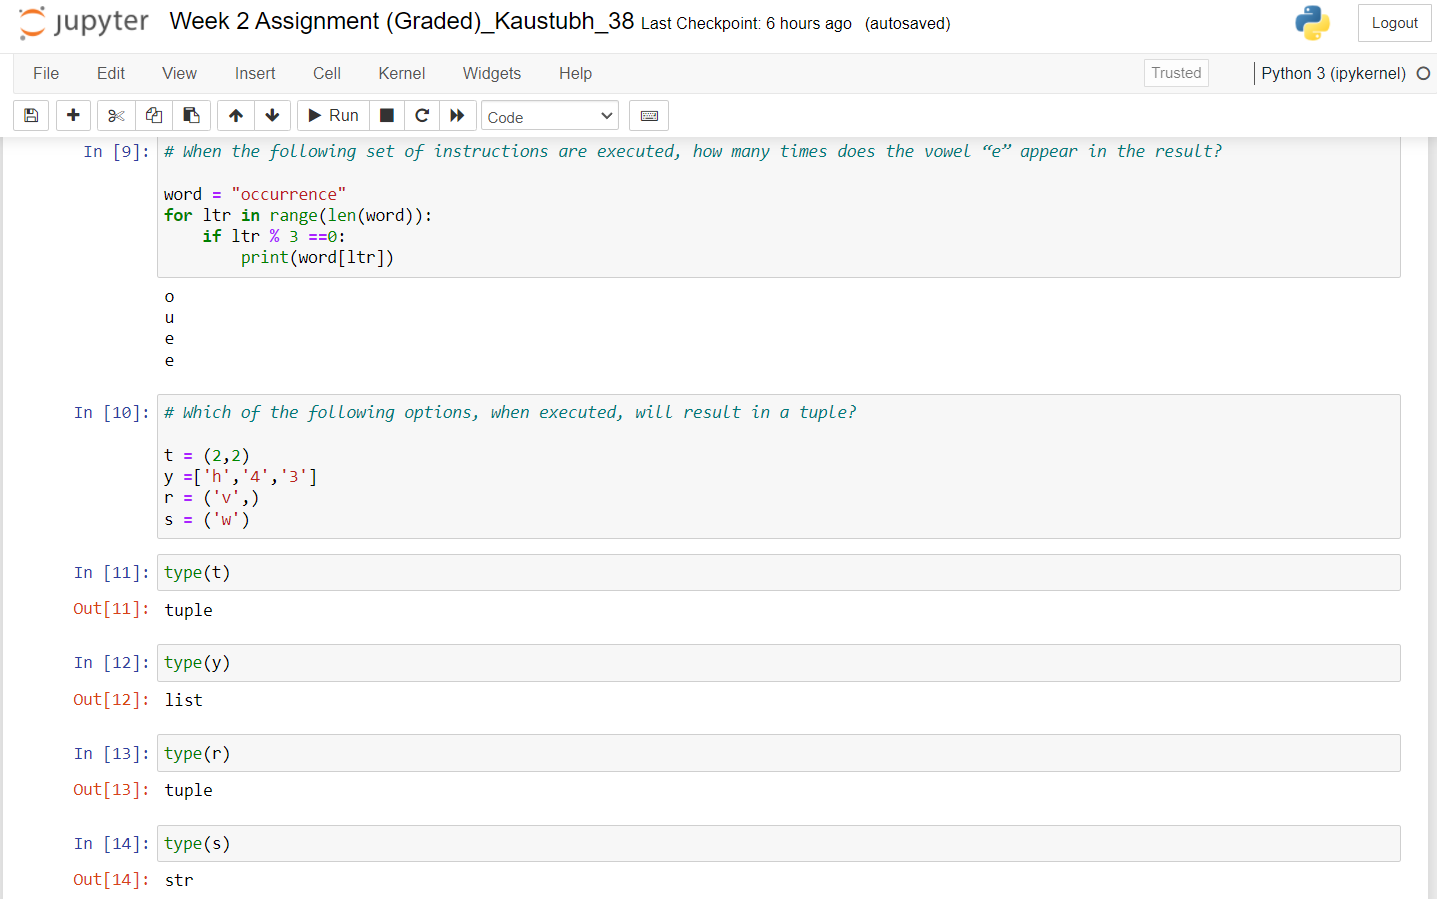 jupyter Week 2 Assignment (Graded)_Kaustubh_38 Last Checkpoint: 6 hours ago (autosaved) Logout
File Edit View Insert Cell Kernel Widgets Help Trusted Python 3 (ipykernel)
Run Code
In [9]: # When the following set of instructions are executed, how many times does the vowel “e” appear in the result?
word = "occurrence"
for ltr in range(len(word)):
    if ltr % 3 ==0:
        print(word[ltr])
o
u
e
e
In [10]: # Which of the following options, when executed, will result in a tuple?
t = (2,2)
y =['h','4','3']
r = ('v',)
s = ('w')
In [11]: type(t)
Out[11]: tuple
In [12]: type(y)
Out[12]: list
In [13]: type(r)
Out[13]: tuple
In [14]: type(s)
Out[14]: str